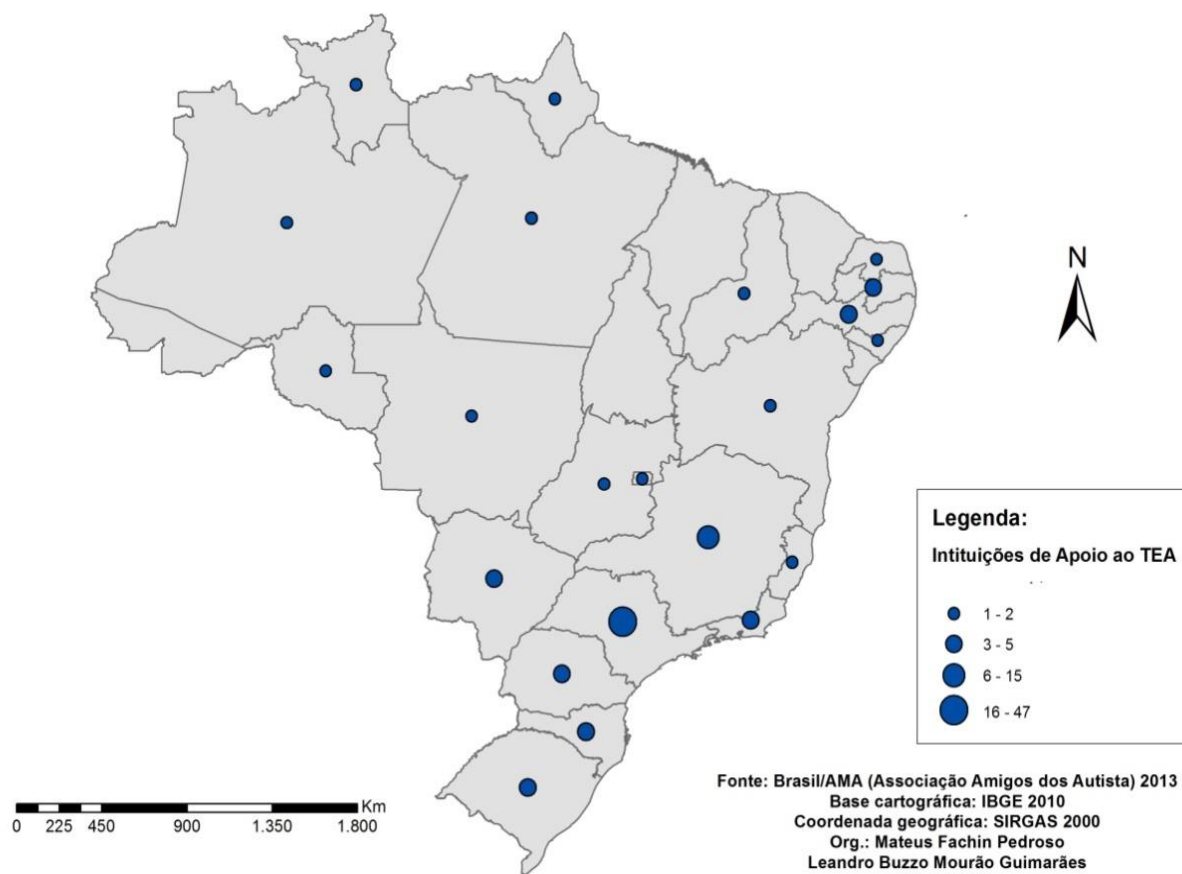 N
Legenda:
Intituições de Apoio ao TEA
1 - 2
3 - 5
6 - 15
16 - 47
Km
0 225 450 900 1.350 1.800
Fonte: Brasil/AMA (Associação Amigos dos Autista) 2013
Base cartográfica: IBGE 2010
Coordenada geográfica: SIRGAS 2000
Org.: Mateus Fachin Pedroso
Leandro Buzzo Mourão Guimarães